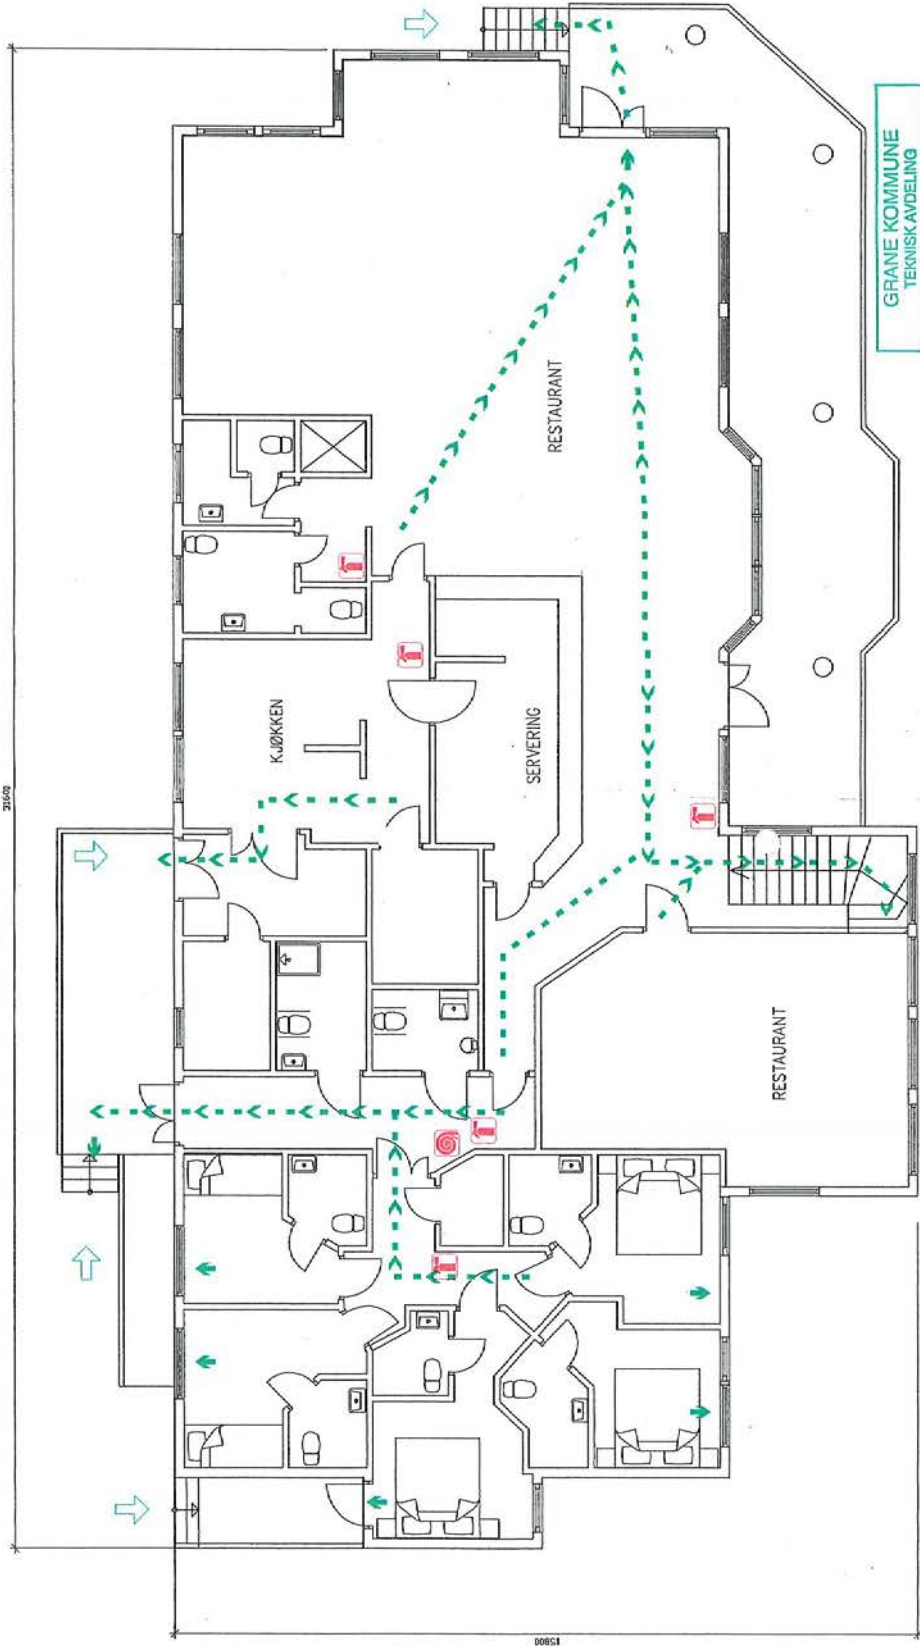 31600
KJØKKEN
SERVERING
RESTAURANT
RESTAURANT
GRANE KOMMUNE
TEKNISK AVDELING
15800